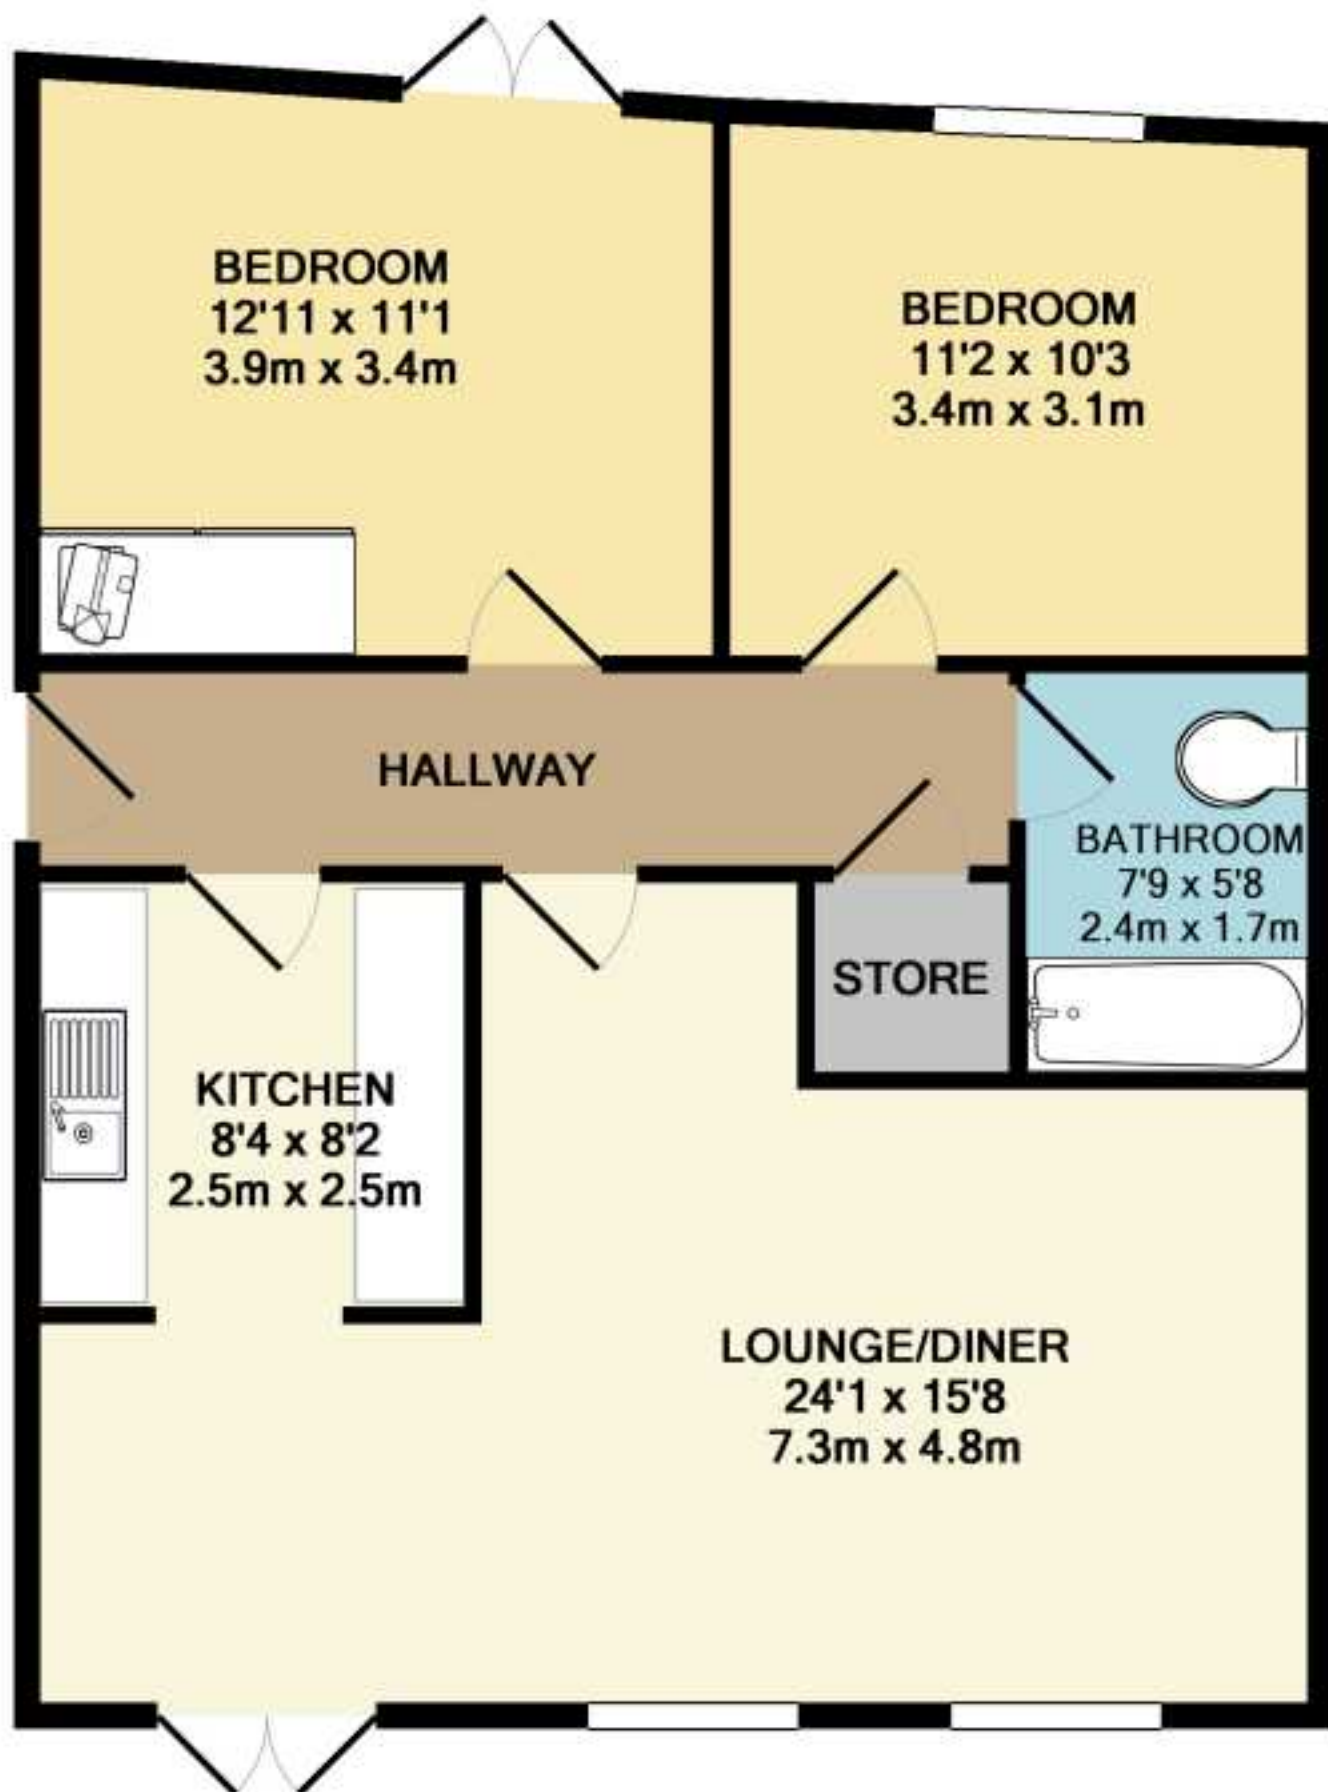 BEDROOM
12'11 x 11'1
3.9m x 3.4m
BEDROOM
11'2 x 10'3
3.4m x 3.1m
HALLWAY
BATHROOM
7'9 x 5'8
2.4m x 1.7m
STORE
KITCHEN
8'4 x 8'2
2.5m x 2.5m
LOUNGE/DINER
24'1 x 15'8
7.3m x 4.8m